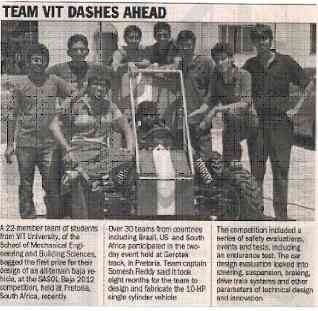 TEAM VIT DASHES AHEAD
A 22-member team of students
from VIT University, of the
School of Mechanical Engi-
neering and Building Sciences,
bagged the first prize for their
design of an all-terrain baja ve-
hicle, at the SASOL Baja 2012
competition, held at Pretoria,
South Africa, recently.
Over 30 teams from countries
including Brasil, US and South
Africa participated in the two-
day event held at Gerotek
track, in Pretoria. Team captain
Somesh Reddy said it took
eight months for the team to
design and fabricate the 10-HP
single cylinder vehicle.
The competition included a
series of safety evaluations,
events and tests, including
an endurance test. The car
design evaluation looked into
steering, suspension, braking,
drive train systems and other
parameters of technical design
and innovation.